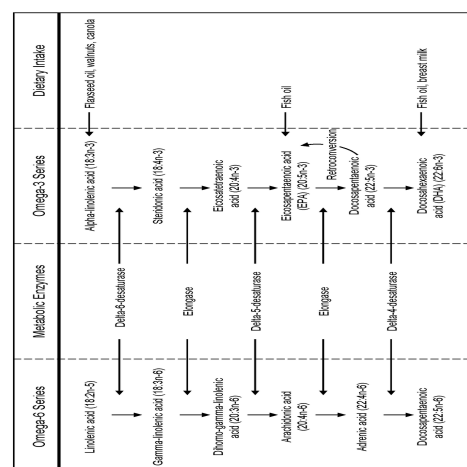 Omega-6 Series
Metabolic Enzymes
Omega-3 Series
Dietary Intake
Linoleic acid (18:2n-5)
Delta-6-desaturase
Alpha-linolenic acid (18:3n-3)
Flaxseed oil, walnuts, canola
Gamma-linolenic acid (18:3n-6)
Elongase
Steridonic acid (18:4n-3)
Dihomo-gamma-linolenic
acid (20:3n-6)
Delta-5-desaturase
Eicosatetraenoic
acid (20:4n-3)
Arachidonic acid
(20:4n-6)
Elongase
Eicosapentaenoic acid
(EPA) (20:5n-3)
Fish oil
Retroconversion
Adrenic acid (22:4n-6)
Delta-4-desaturase
Docosapentaenoic
acid (22:5n-3)
Docosapentaenoic
acid (22:5n-6)
Docosahexaenoic
acid (DHA) (22:6n-3)
Fish oil, breast milk